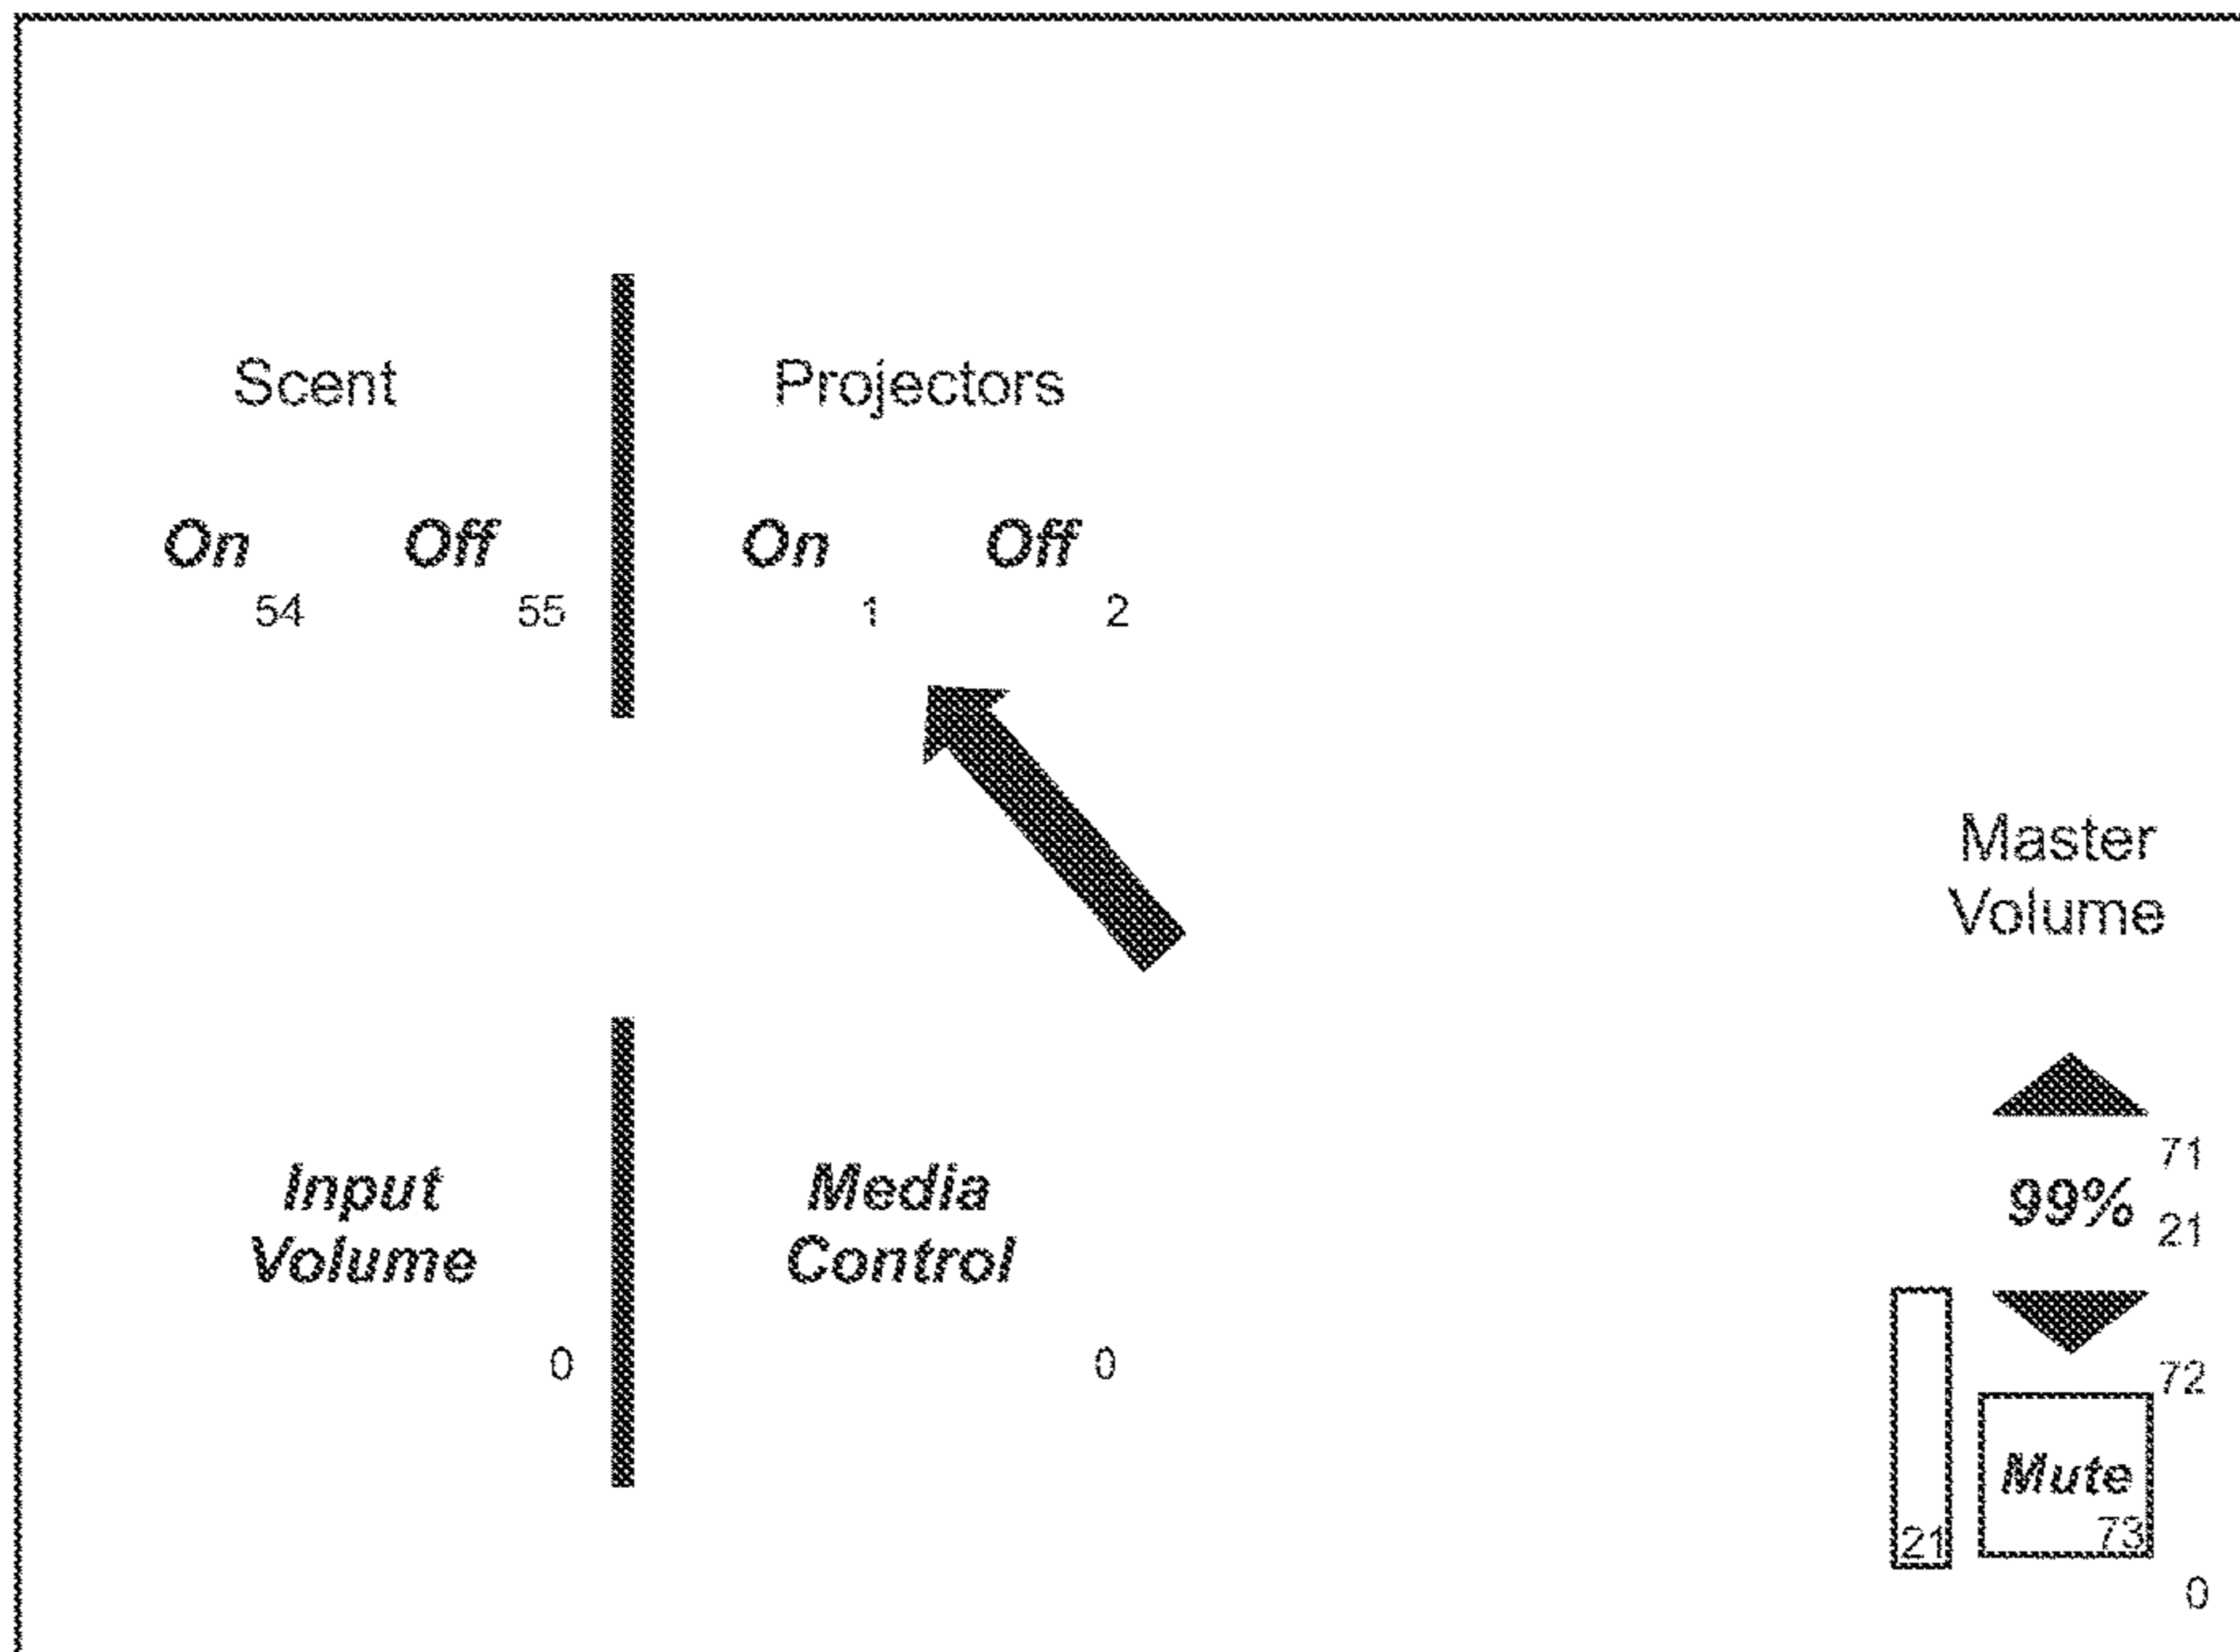 Scent
Projectors
On
Off
On
Off
54
55
1
2
Master
Volume
71
99%
21
Input
Volume
Media
Control
0
0
72
Mute
73
21
0